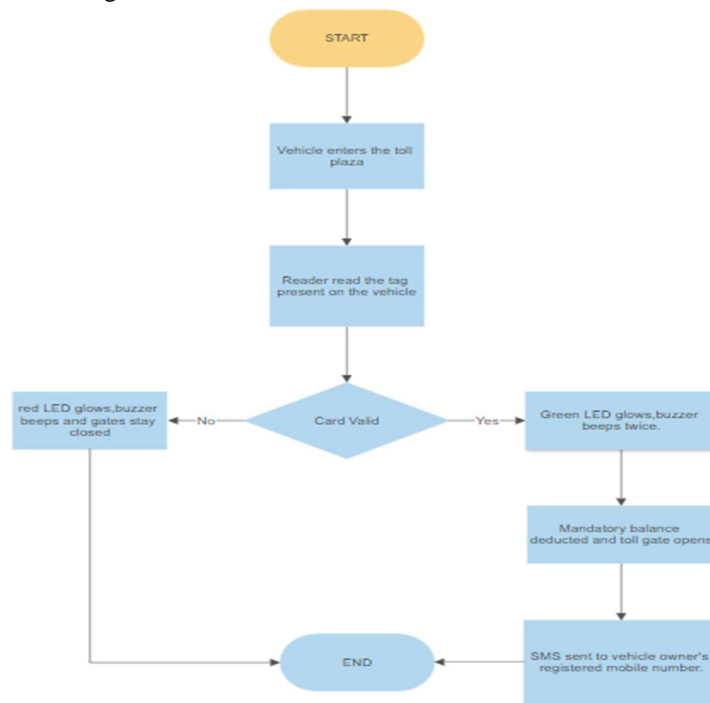 START
Vehicle enters the toll
plaza
Reader read the tag
present on the vehicle
Card Valid
No
red LED glows,buzzer
beeps and gates stay
closed
Yes
Green LED glows,buzzer
beeps twice.
Mandatory balance
deducted and toll gate opens
SMS sent to vehicle owner's
registered mobile number.
END